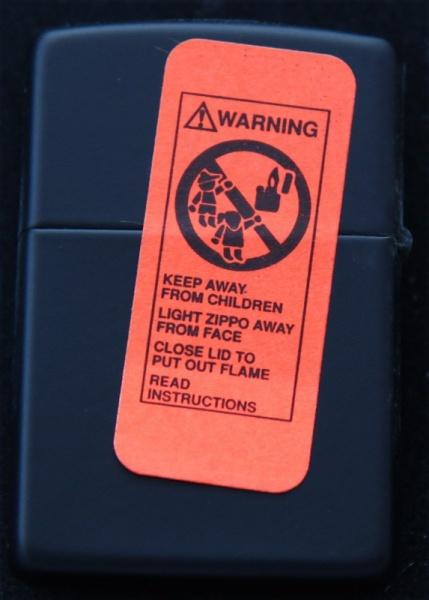 WARNING
KEEP AWAY
FROM CHILDREN
LIGHT ZIPPO AWAY
FROM FACE
CLOSE LID TO
PUT OUT FLAME
READ
INSTRUCTIONS